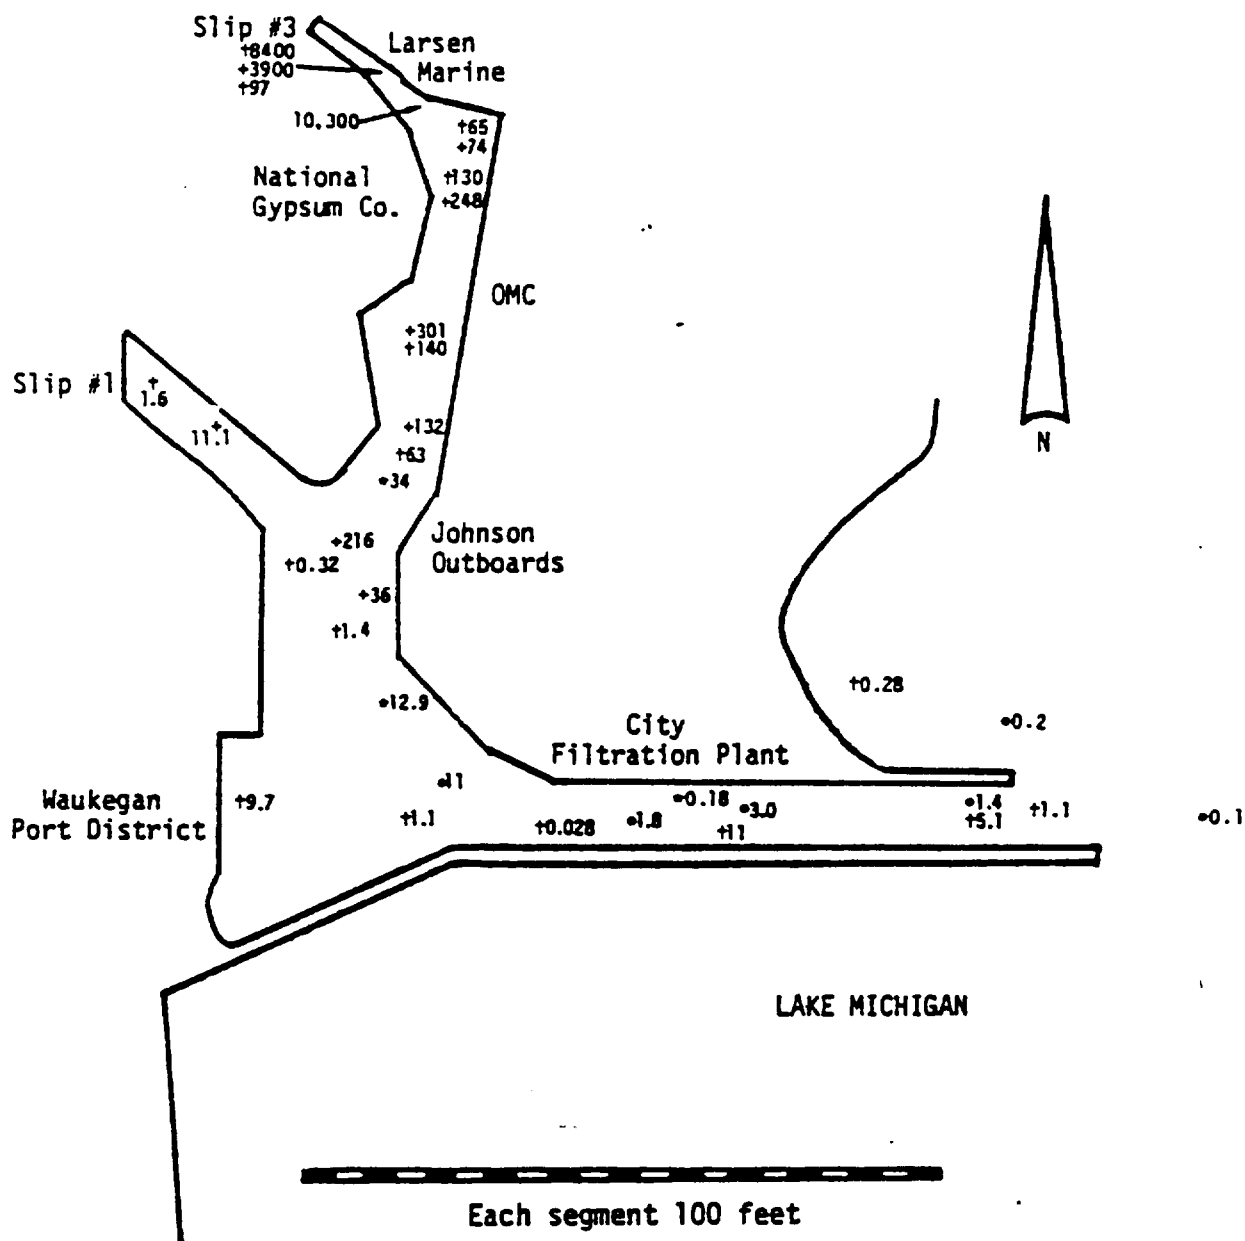 Slip #3
Larsen
Marine
†8400
+3900
†97
10.300
†65
+74
National
Gypsum Co.
†130
+248
OMC
+301
†140
Slip #1
†
1.6
11.1
+
+132
†63
•34
N
Johnson
Outboards
+216
†0.32
+36
†1.4
•12.9
†0.28
•0.2
City
Filtration Plant
•11
Waukegan
Port District
†9.7
†1.1
†0.028
•1.8
•0.18
•3.0
†11
•1.4
†5.1
†1.1
•0.1
LAKE MICHIGAN
Each segment 100 feet